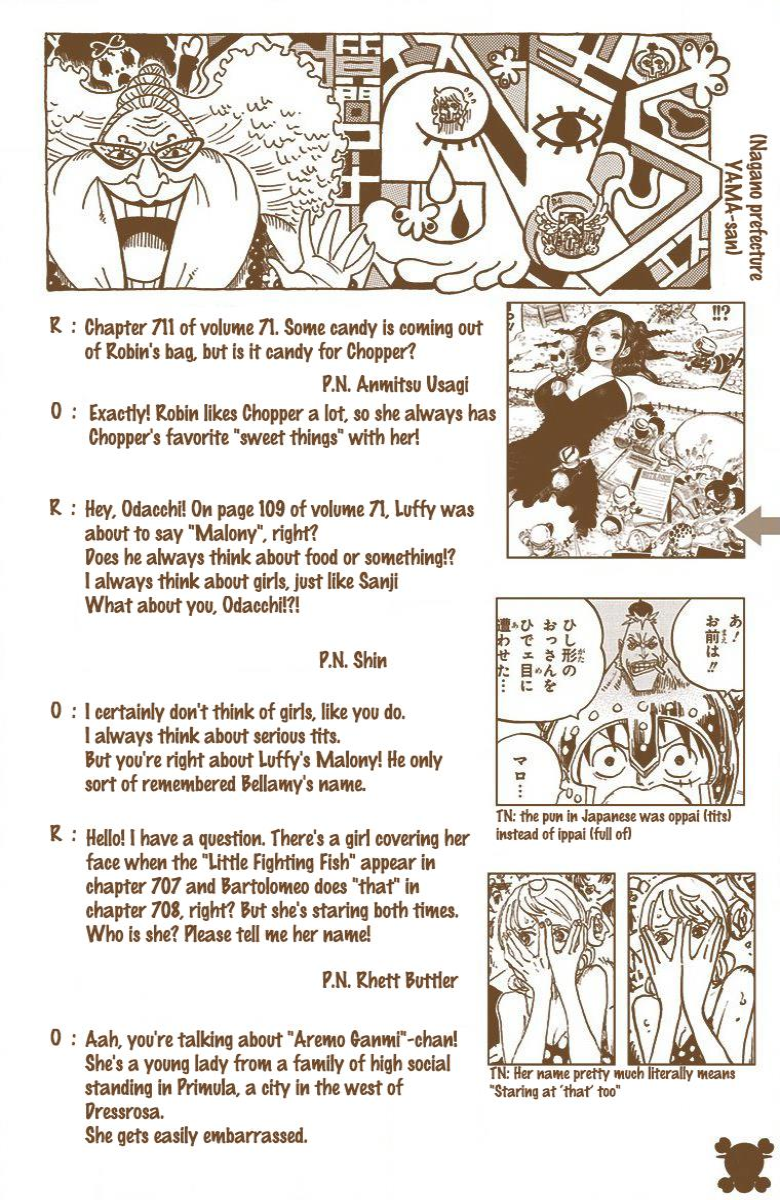 (Nagano prefecture
YAMA-san)
R : Chapter 711 of volume 71. Some candy is coming out
of Robin's bag, but is it candy for Chopper?
P.N. Anmitsu Usagi
O : Exactly! Robin likes Chopper a lot, so she always has
Chopper's favorite "sweet things" with her!
!!?
R : Hey, Odacchi! On page 109 of volume 71, Luffy was
about to say "Malony", right?
Does he always think about food or something!?
I always think about girls, just like Sanji
What about you, Odacchi!?!
P.N. Shin
あ!
お前は!!
ひし形の
おっさんを
ひでェ目に
遭わせた…
マロ…
O : I certainly don't think of girls, like you do.
I always think about serious tits.
But you're right about Luffy's Malony! He only
sort of remembered Bellamy's name.
TN: the pun in Japanese was oppai (tits)
instead of ippai (full of)
R : Hello! I have a question. There's a girl covering her
face when the "Little Fighting Fish" appear in
chapter 707 and Bartolomeo does "that" in
chapter 708, right? But she's staring both times.
Who is she? Please tell me her name!
P.N. Rhett Buttler
O : Aah, you're talking about "Aremo Ganmi"-chan!
She's a young lady from a family of high social
standing in Primula, a city in the west of
Dressrosa.
She gets easily embarrassed.
TN: Her name pretty much literally means
"Staring at 'that' too"